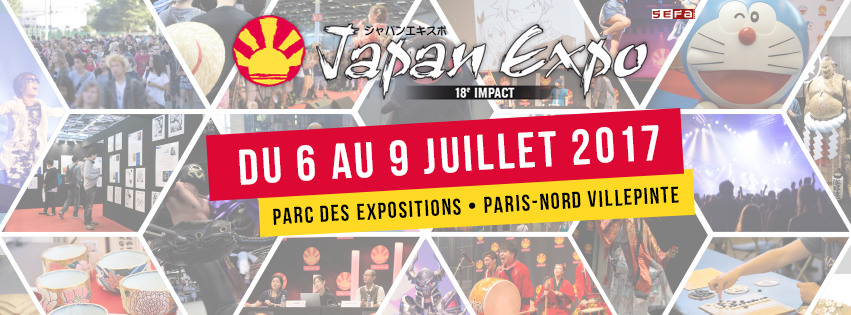 SEFA
ジャパンエキスポ
Japan Expo
18e IMPACT
DU 6 AU 9 JUILLET 2017
PARC DES EXPOSITIONS • PARIS-NORD VILLEPINTE